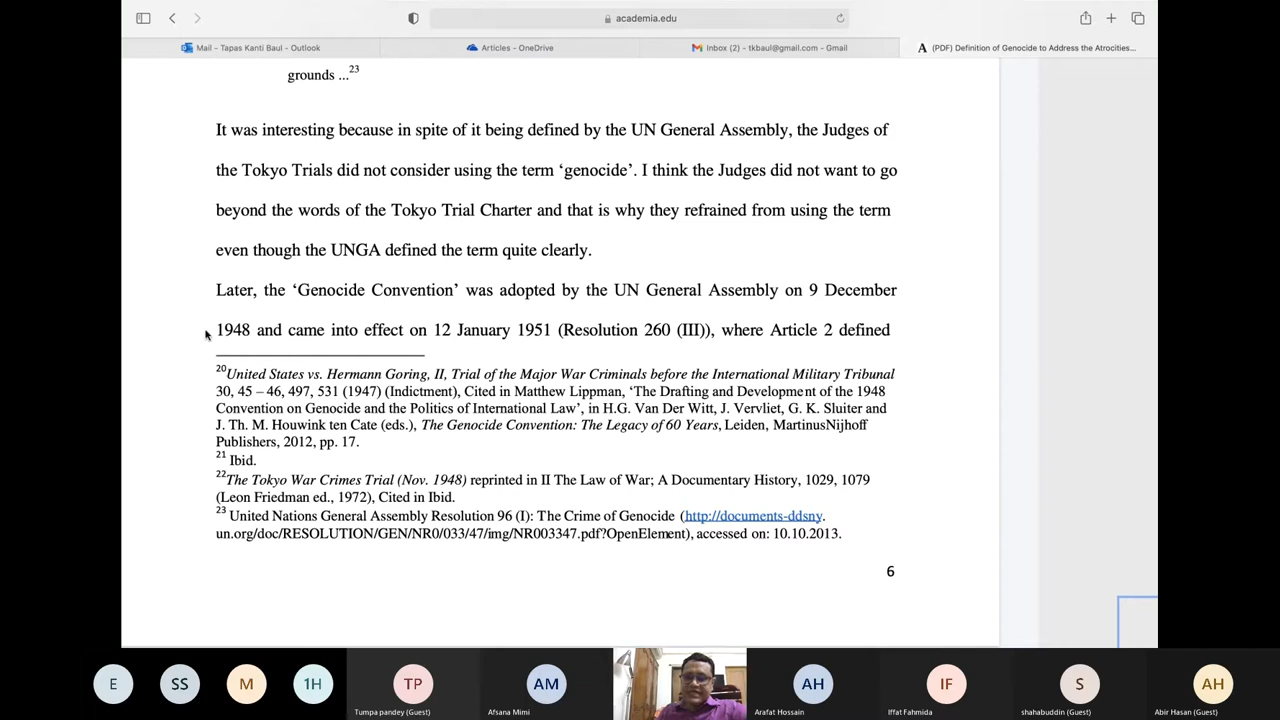 academia.edu
Mail - Tapas Kanti Baul - Outlook
Articles - OneDrive
Inbox (2) - tkbaul@gmail.com - Gmail
A (PDF) Definition of Genocide to Address the Atrocities...
grounds ...23
It was interesting because in spite of it being defined by the UN General Assembly, the Judges of
the Tokyo Trials did not consider using the term ‘genocide’. I think the Judges did not want to go
beyond the words of the Tokyo Trial Charter and that is why they refrained from using the term
even though the UNGA defined the term quite clearly.
Later, the ‘Genocide Convention’ was adopted by the UN General Assembly on 9 December
1948 and came into effect on 12 January 1951 (Resolution 260 (III)), where Article 2 defined
20United States vs. Hermann Goring, II, Trial of the Major War Criminals before the International Military Tribunal
30, 45 – 46, 497, 531 (1947) (Indictment), Cited in Matthew Lippman, ‘The Drafting and Development of the 1948
Convention on Genocide and the Politics of International Law’, in H.G. Van Der Witt, J. Vervliet, G. K. Sluiter and
J. Th. M. Houwink ten Cate (eds.), The Genocide Convention: The Legacy of 60 Years, Leiden, MartinusNijhoff
Publishers, 2012, pp. 17.
21 Ibid.
22The Tokyo War Crimes Trial (Nov. 1948) reprinted in II The Law of War; A Documentary History, 1029, 1079
(Leon Friedman ed., 1972), Cited in Ibid.
23 United Nations General Assembly Resolution 96 (I): The Crime of Genocide (http://documents-ddsny.
un.org/doc/RESOLUTION/GEN/NR0/033/47/img/NR003347.pdf?OpenElement), accessed on: 10.10.2013.
6
E
SS
M
1H
TP
Tumpa pandey (Guest)
AM
Afsana Mimi
AH
Arafat Hossain
IF
Iffat Fahmida
S
shahabuddin (Guest)
AH
Abir Hasan (Guest)